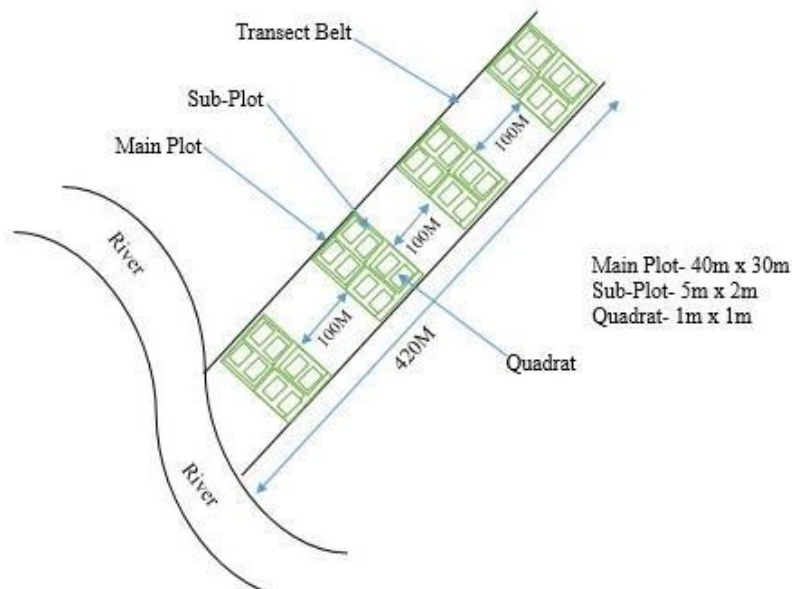 Transect Belt
Sub-Plot
Main Plot
100M
100M
100M
420M
River
River
Quadrat
Main Plot- 40m x 30m
Sub-Plot- 5m x 2m
Quadrat- 1m x 1m